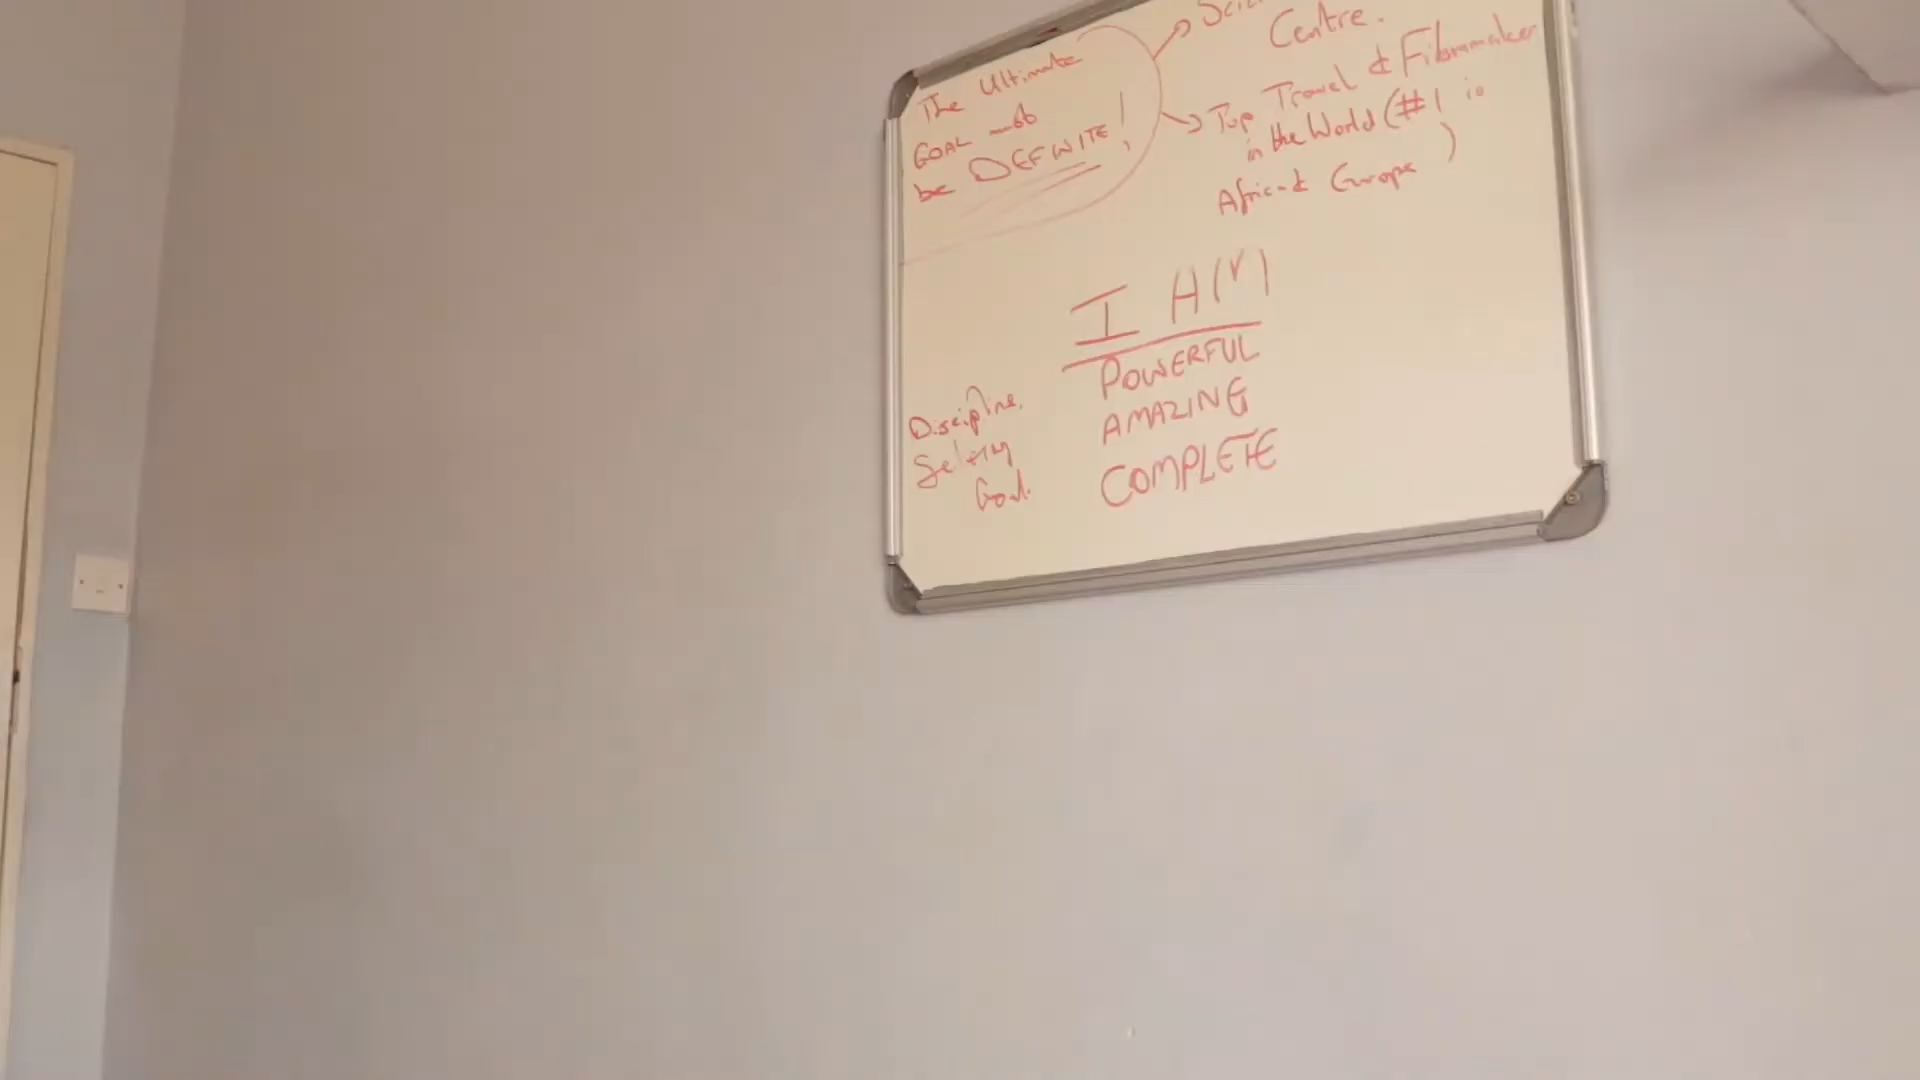 The Ultimate
GOAL must
be DEFINITE!
Centre.
Top Travel & Filmmaker
in the World (#1 in
Africa & Europe)
I AM
POWERFUL
AMAZING
COMPLETE
Discipline
Goal.